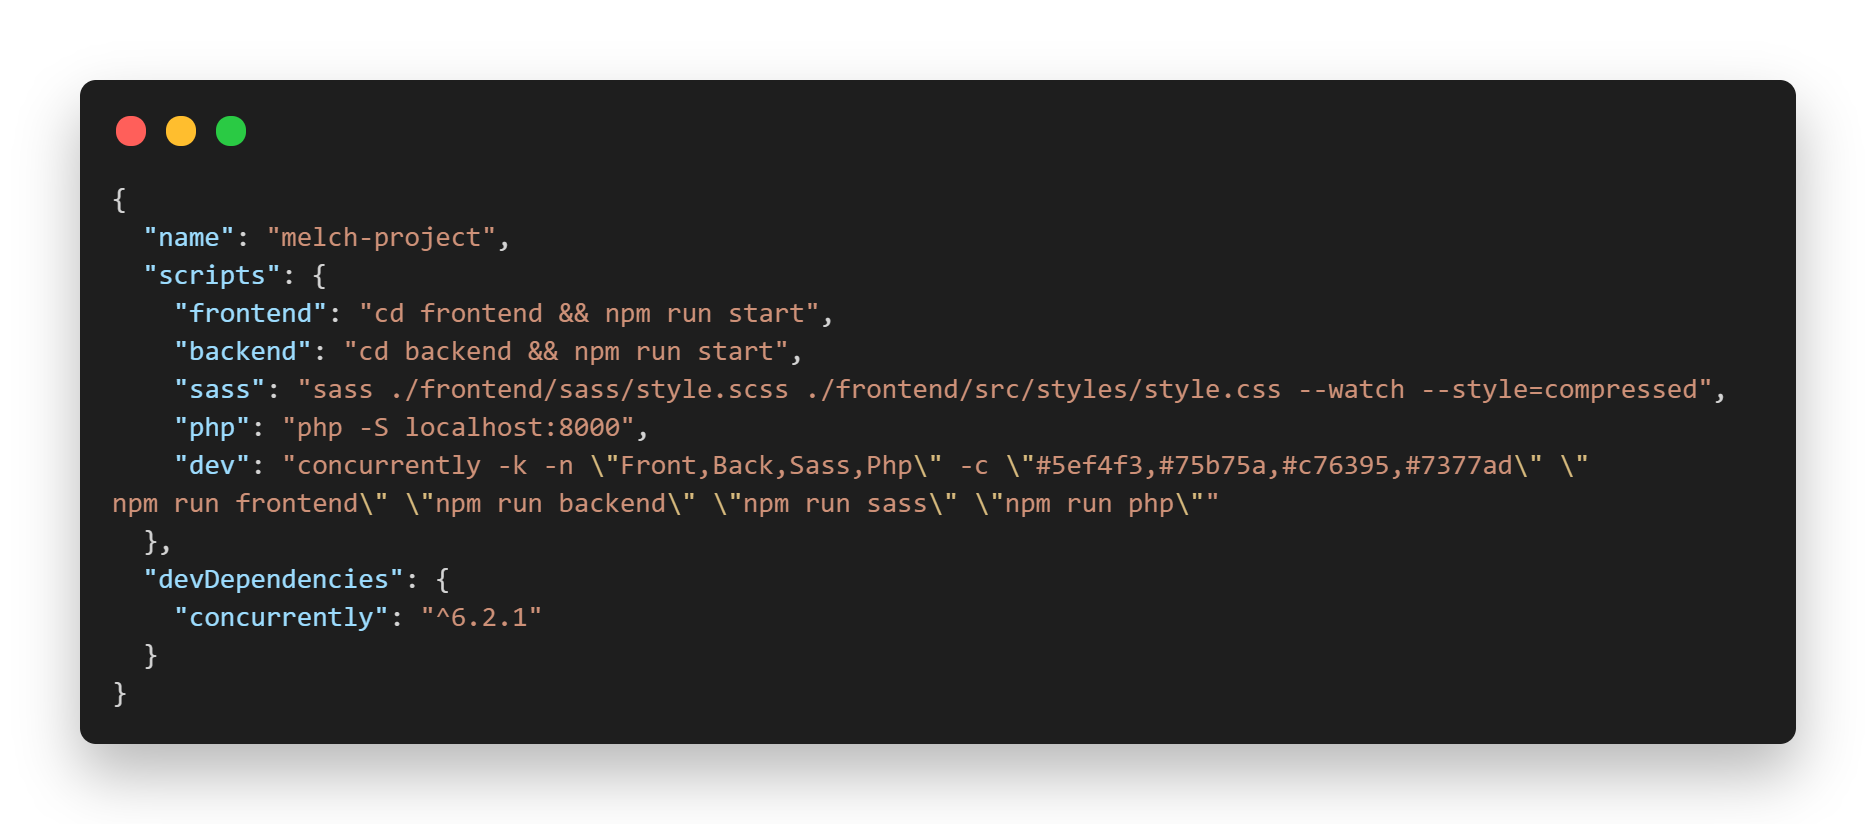 {
  "name": "melch-project",
  "scripts": {
    "frontend": "cd frontend && npm run start",
    "backend": "cd backend && npm run start",
    "sass": "sass ./frontend/sass/style.scss ./frontend/src/styles/style.css --watch --style=compressed",
    "php": "php -S localhost:8000",
    "dev": "concurrently -k -n \"Front,Back,Sass,Php\" -c \"#5ef4f3,#75b75a,#c76395,#7377ad\" \"
npm run frontend\" \"npm run backend\" \"npm run sass\" \"npm run php\""
  },
  "devDependencies": {
    "concurrently": "^6.2.1"
  }
}